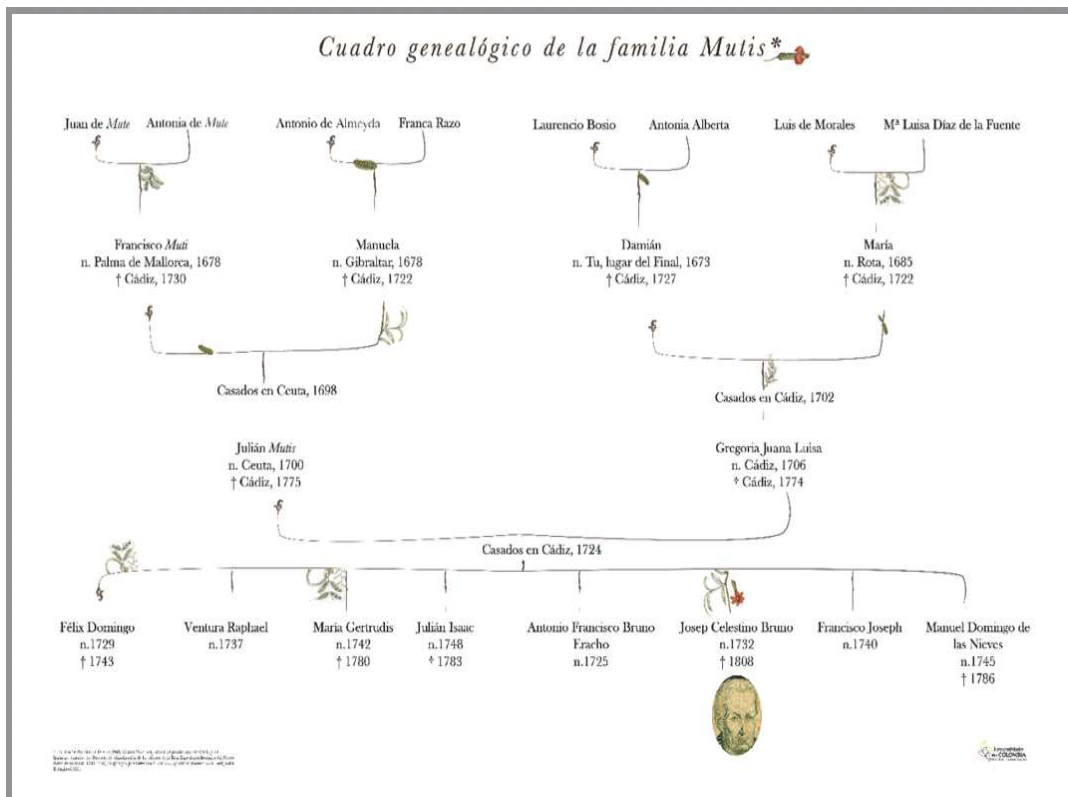 Cuadro genealógico de la familia Mutis*
Juan de Mute
Antonia de Mute
Antonio de Almeyda
Franca Razo
Laurencio Bosio
Antonia Alberta
Luis de Morales
Mª Luisa Díaz de la Fuente
Francisco Muti
n. Palma de Mallorca, 1678
† Cádiz, 1730
Manuela
n. Gibraltar, 1678
† Cádiz, 1722
Damián
n. Tu, lugar del Final, 1673
† Cádiz, 1727
María
n. Rota, 1685
† Cádiz, 1722
Casados en Ceuta, 1698
Casados en Cádiz, 1702
Julián Mutis
n. Ceuta, 1700
† Cádiz, 1775
Gregoria Juana Luisa
n. Cádiz, 1706
† Cádiz, 1774
Casados en Cádiz, 1724
Félix Domingo
n.1729
† 1743
Ventura Raphael
n.1737
María Gertrudis
n.1742
† 1780
Julián Isaac
n.1748
† 1783
Antonio Francisco Bruno
Eracho
n.1725
Josep Celestino Bruno
n.1732
† 1808
Francisco Joseph
n.1740
Manuel Domingo de
las Nieves
n.1745
† 1786
en COLOMBIA